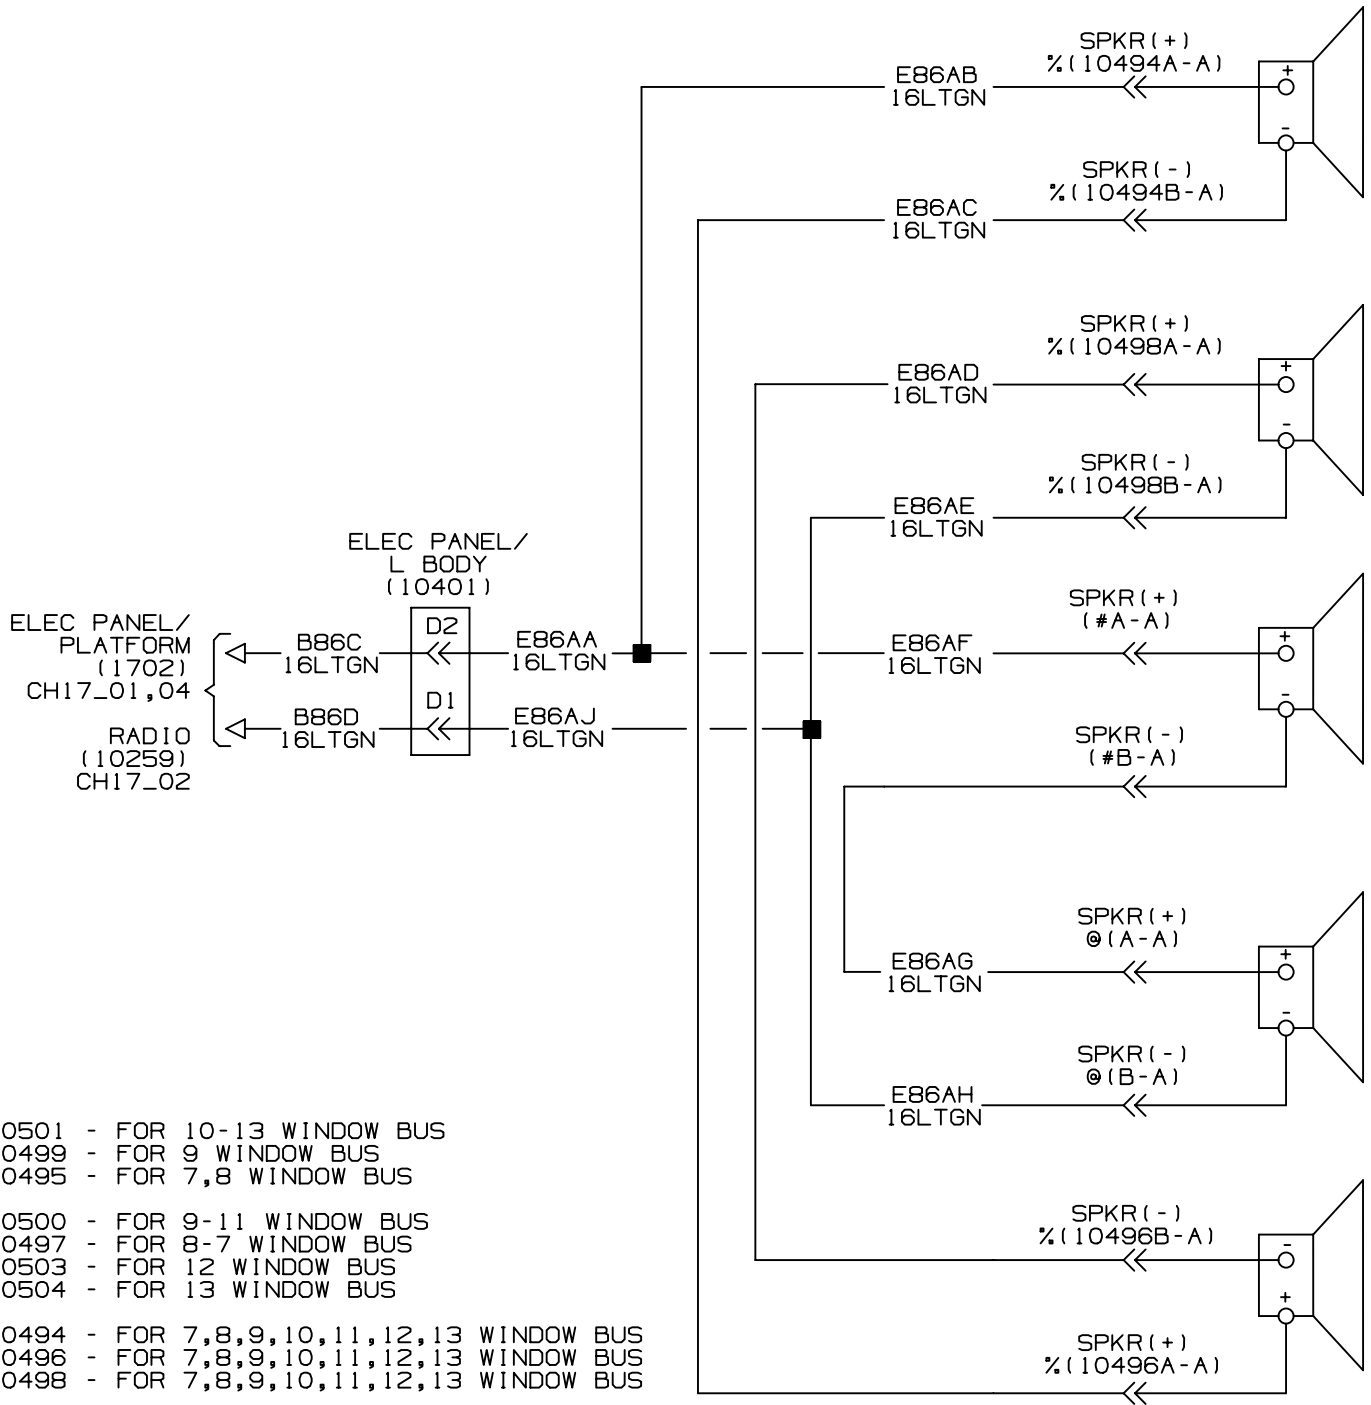 SPKR(+)
%(10494A-A)
E86AB
16LTGN
+
-
SPKR(-)
%(10494B-A)
E86AC
16LTGN
SPKR(+)
%(10498A-A)
E86AD
16LTGN
+
-
SPKR(-)
%(10498B-A)
E86AE
16LTGN
ELEC PANEL/
L BODY
(10401)
ELEC PANEL/
PLATFORM
(1702)
CH17_01,04
RADIO
(10259)
CH17_02
B86C
16LTGN
D2
E86AA
16LTGN
B86D
16LTGN
D1
E86AJ
16LTGN
SPKR(+)
(#A-A)
E86AF
16LTGN
+
-
SPKR(-)
(#B-A)
SPKR(+)
@(A-A)
E86AG
16LTGN
+
-
SPKR(-)
@(B-A)
E86AH
16LTGN
SPKR(-)
%(10496B-A)
-
+
SPKR(+)
%(10496A-A)
0501 - FOR 10-13 WINDOW BUS
0499 - FOR 9 WINDOW BUS
0495 - FOR 7,8 WINDOW BUS
0500 - FOR 9-11 WINDOW BUS
0497 - FOR 8-7 WINDOW BUS
0503 - FOR 12 WINDOW BUS
0504 - FOR 13 WINDOW BUS
0494 - FOR 7,8,9,10,11,12,13 WINDOW BUS
0496 - FOR 7,8,9,10,11,12,13 WINDOW BUS
0498 - FOR 7,8,9,10,11,12,13 WINDOW BUS